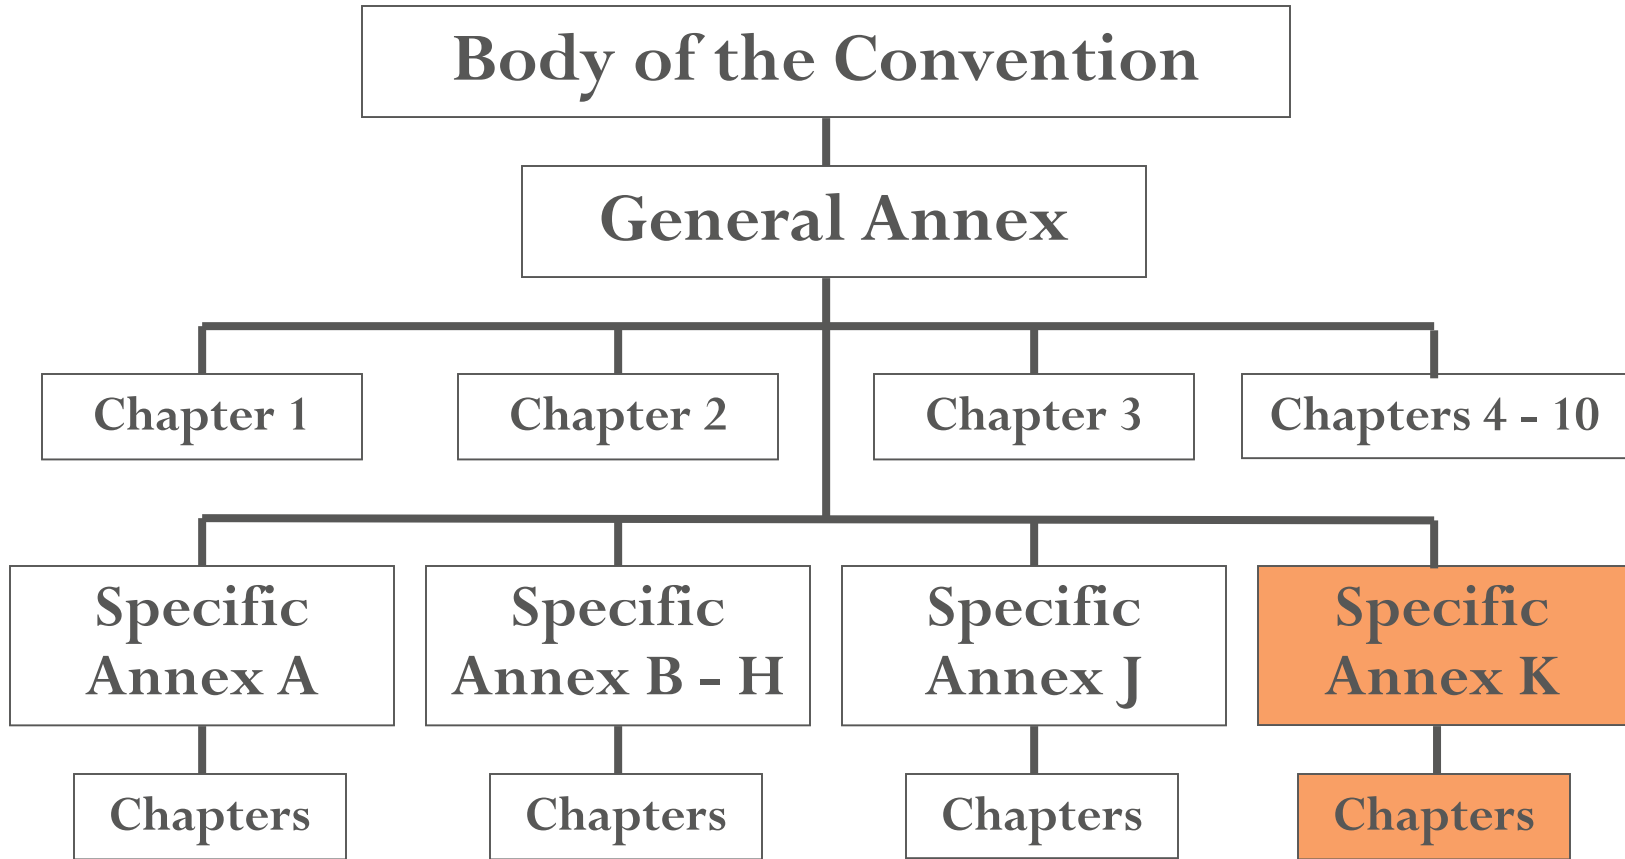 Body of the Convention
General Annex
Chapter 1
Chapter 2
Chapter 3
Chapters 4 - 10
Specific
Annex A
Specific
Annex B - H
Specific
Annex J
Specific
Annex K
Chapters
Chapters
Chapters
Chapters